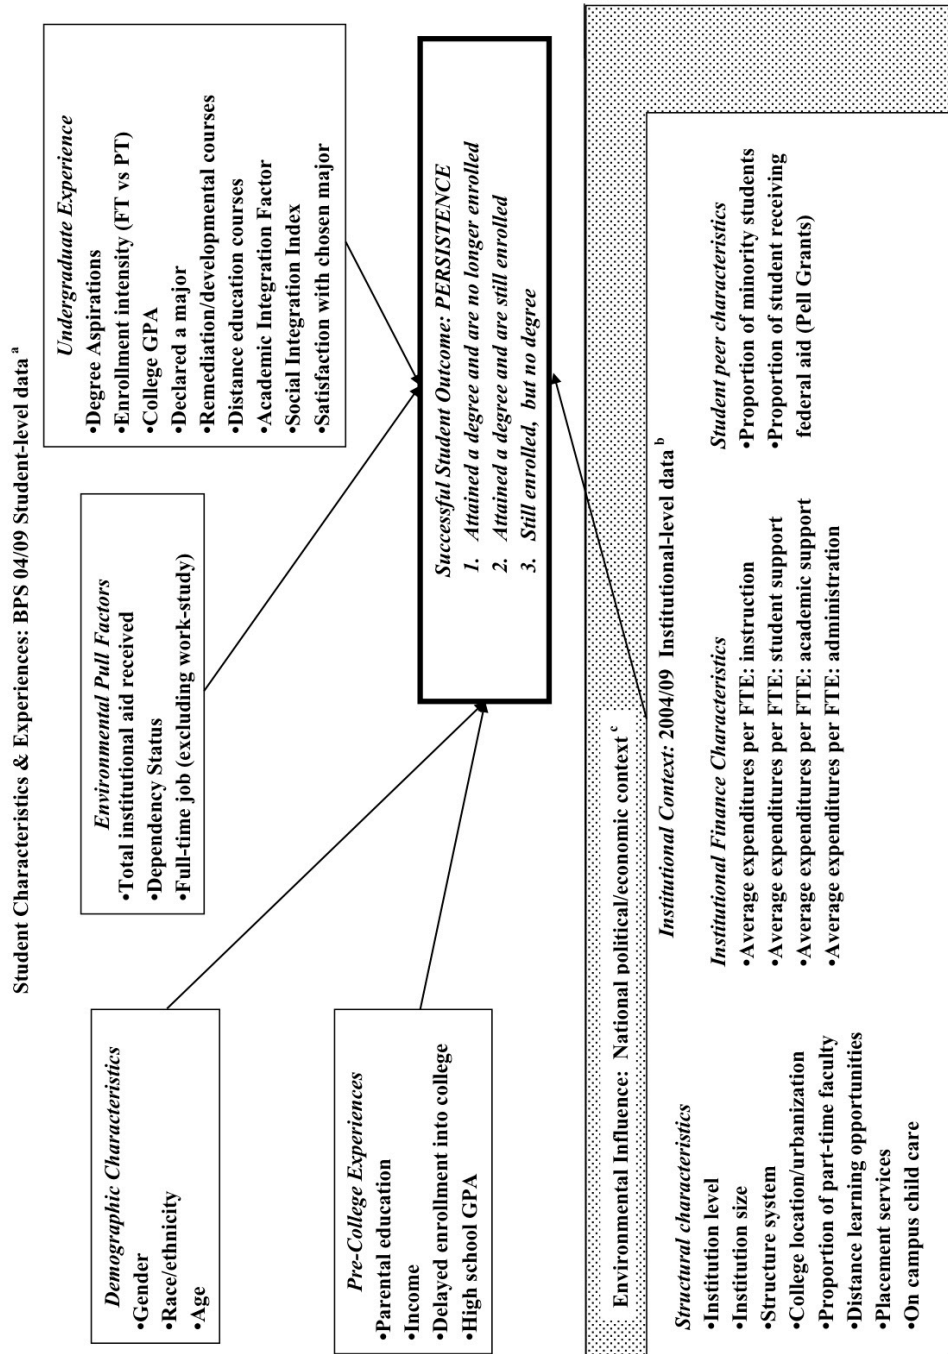 Student Characteristics & Experiences: BPS 04/09 Student-level data a
Demographic Characteristics
•Gender
•Race/ethnicity
•Age
Pre-College Experiences
•Parental education
•Income
•Delayed enrollment into college
•High school GPA
Environmental Pull Factors
•Total institutional aid received
•Dependency Status
•Full-time job (excluding work-study)
Undergraduate Experience
•Degree Aspirations
•Enrollment intensity (FT vs PT)
•College GPA
•Declared a major
•Remediation/developmental courses
•Distance education courses
•Academic Integration Factor
•Social Integration Index
•Satisfaction with chosen major
Successful Student Outcome: PERSISTENCE
1. Attained a degree and are no longer enrolled
2. Attained a degree and are still enrolled
3. Still enrolled, but no degree
Environmental Influence: National political/economic context c
Institutional Context: 2004/09 Institutional-level data b
Structural characteristics
•Institution level
•Institution size
•Structure system
•College location/urbanization
•Proportion of part-time faculty
•Distance learning opportunities
•Placement services
•On campus child care
Institutional Finance Characteristics
•Average expenditures per FTE: instruction
•Average expenditures per FTE: student support
•Average expenditures per FTE: academic support
•Average expenditures per FTE: administration
Student peer characteristics
•Proportion of minority students
•Proportion of student receiving
federal aid (Pell Grants)